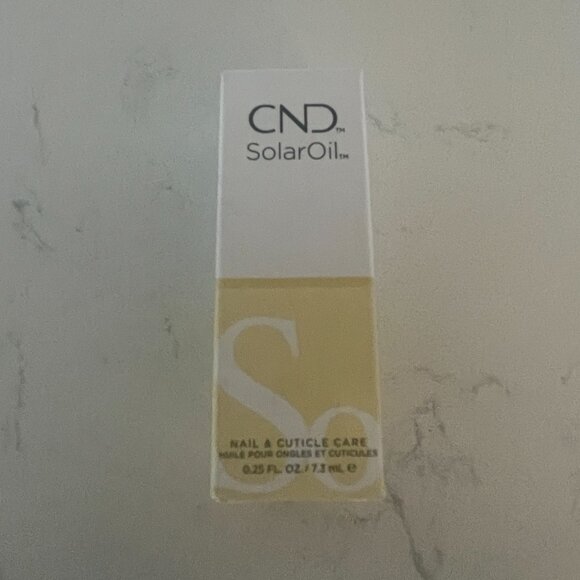 CND™
SolarOil™
So
NAIL & CUTICLE CARE
HUILE POUR ONGLES ET CUTICULES
0.25 FL. OZ. / 7.3 mL ℮